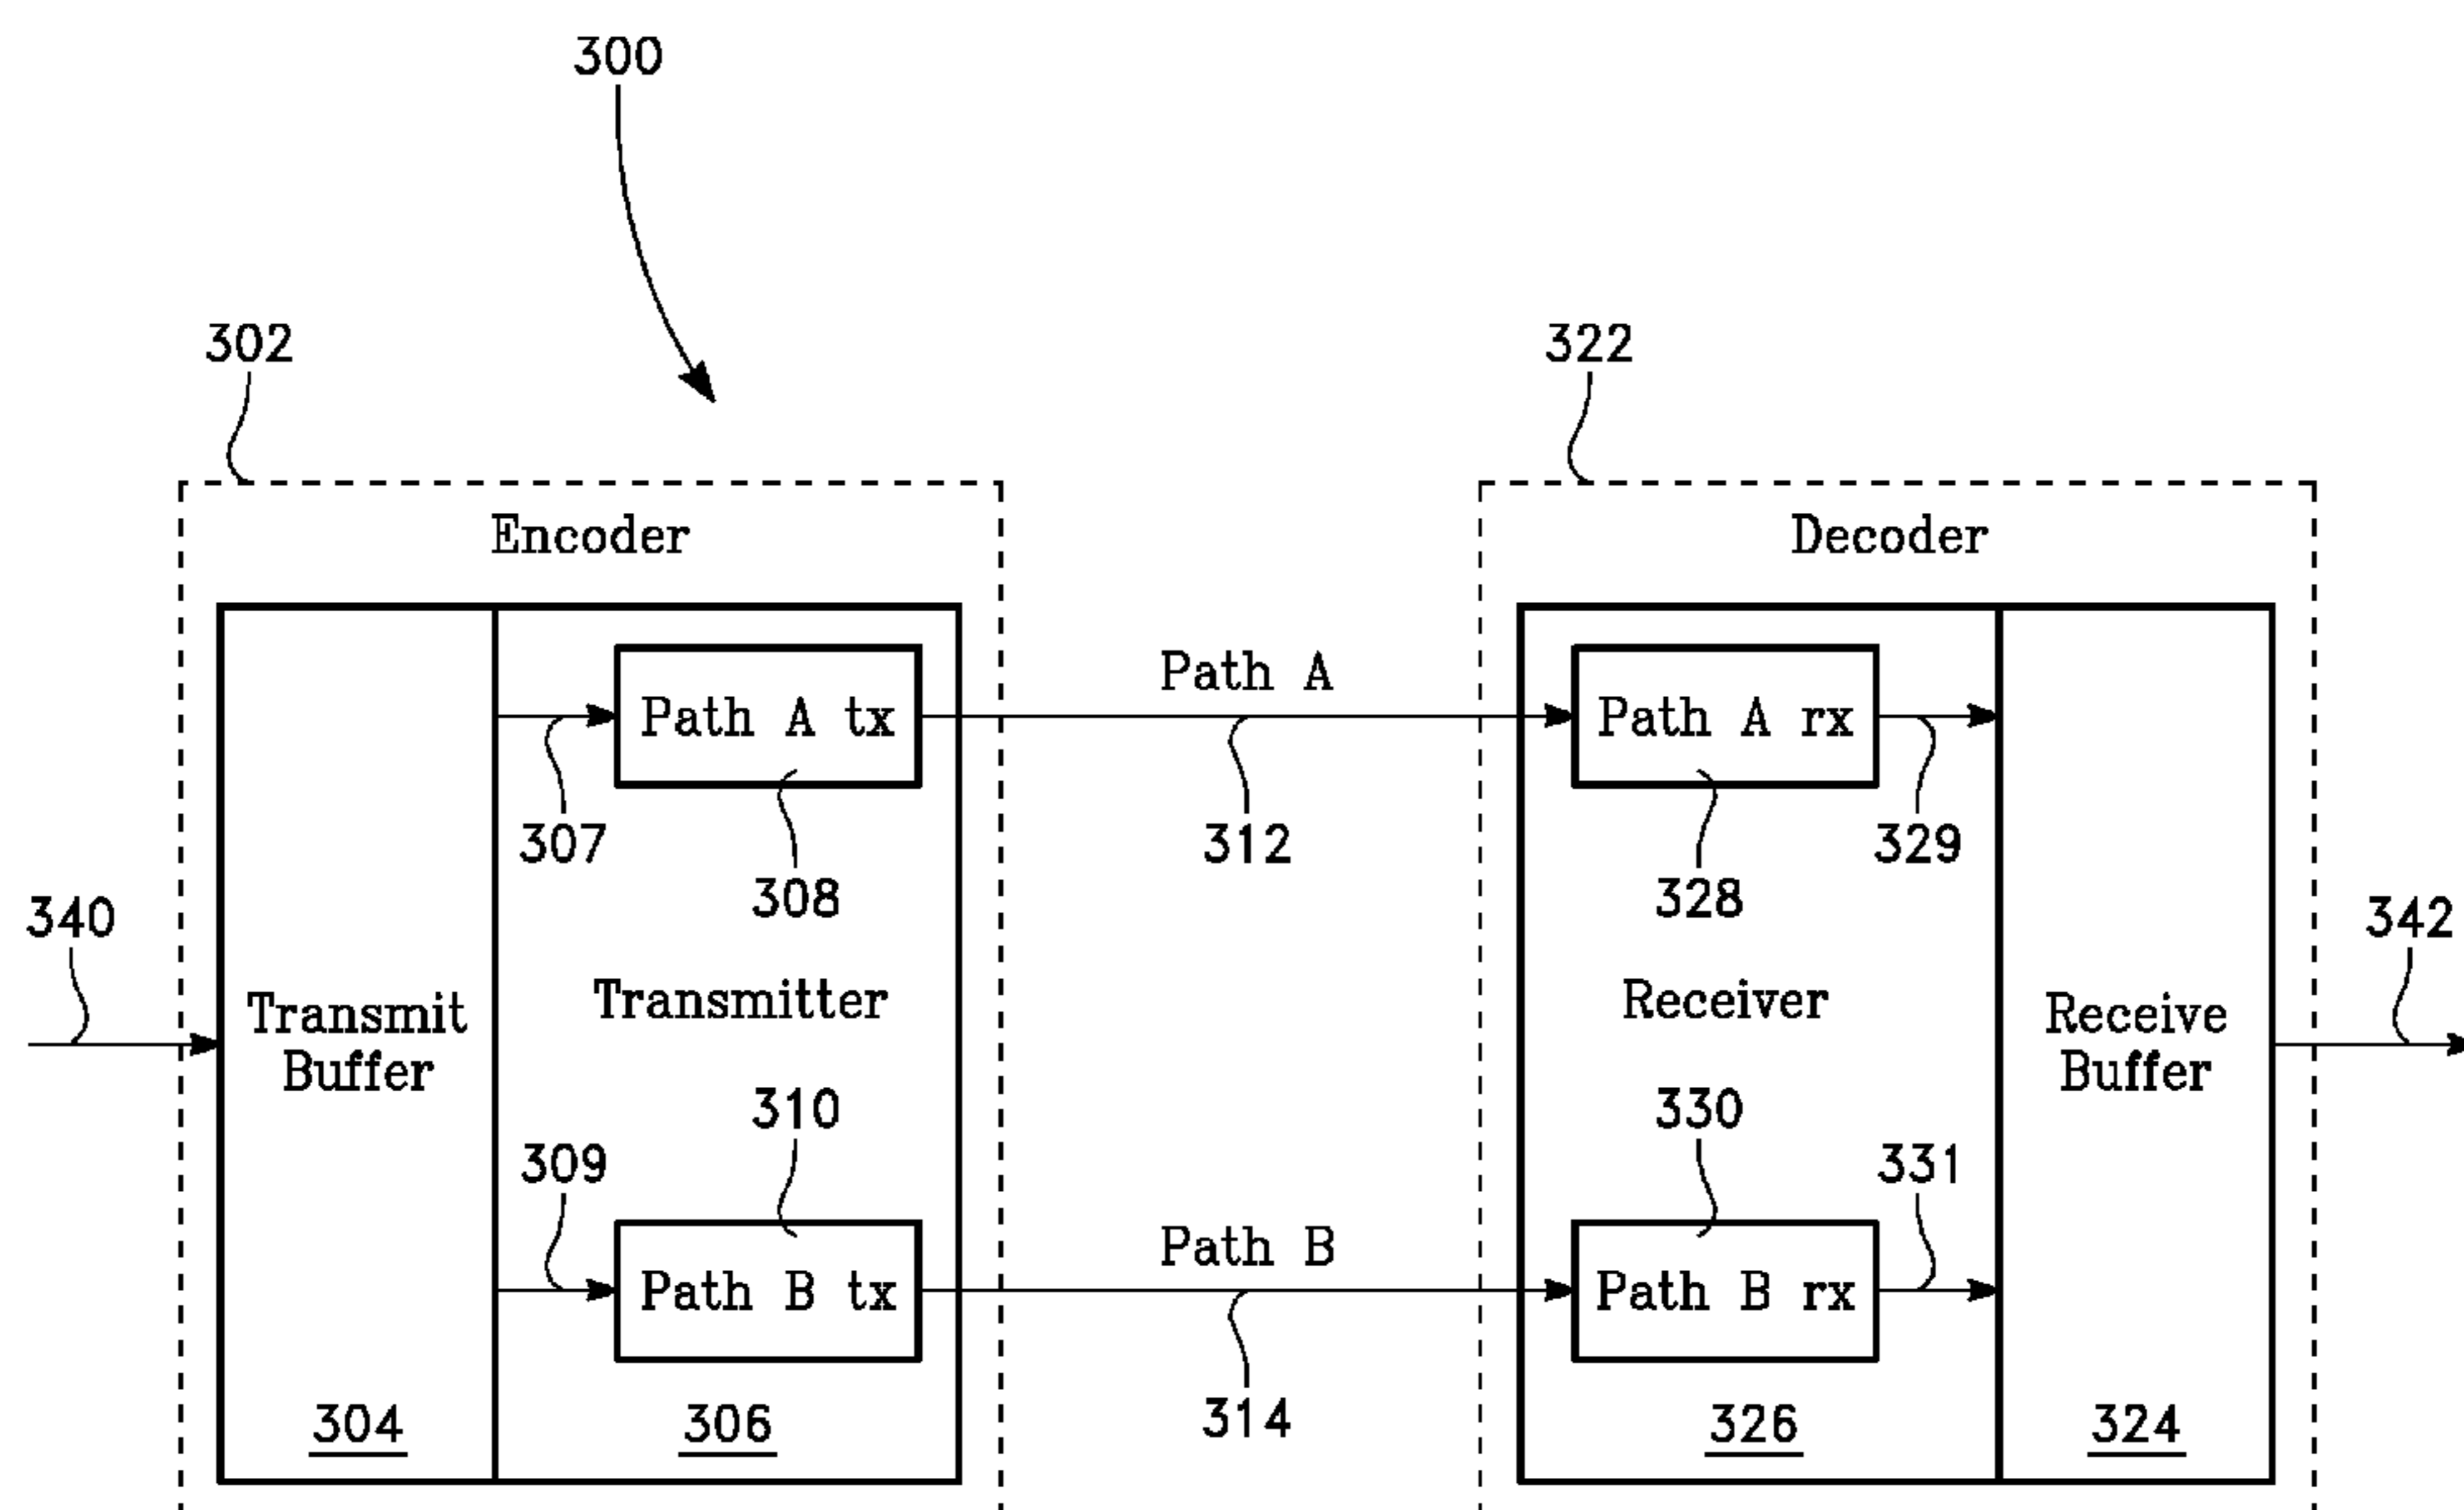 300
302
322
Encoder
Decoder
Path A
Path A tx
Path A rx
307
312
329
308
328
340
342
Transmit
Buffer
Transmitter
Receiver
Receive
Buffer
310
330
309
331
Path B
Path B tx
Path B rx
314
304
306
326
324